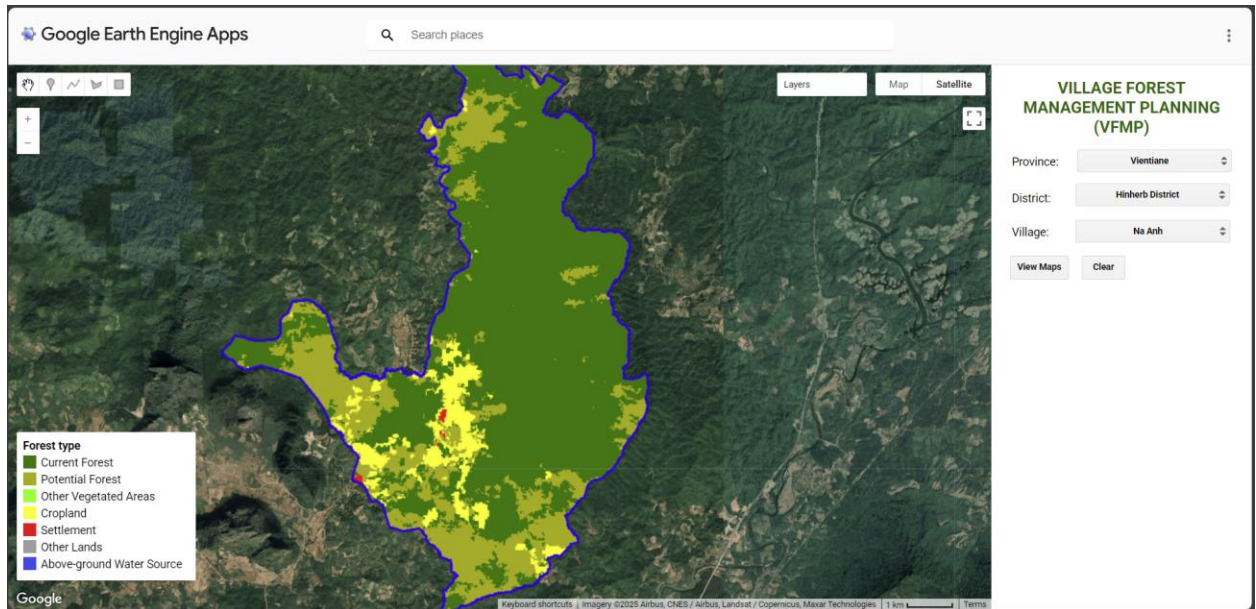 Google Earth Engine Apps
Search places
Layers
Map
Satellite
+
-
VILLAGE FOREST
MANAGEMENT PLANNING
(VFMP)
Province:
Vientiane
District:
Hinherb District
Village:
Na Anh
View Maps
Clear
Forest type
Current Forest
Potential Forest
Other Vegetated Areas
Cropland
Settlement
Other Lands
Above-ground Water Source
Google
Keyboard shortcuts
Imagery ©2025 Airbus, CNES / Airbus, Landsat / Copernicus, Maxar Technologies
1 km
Terms